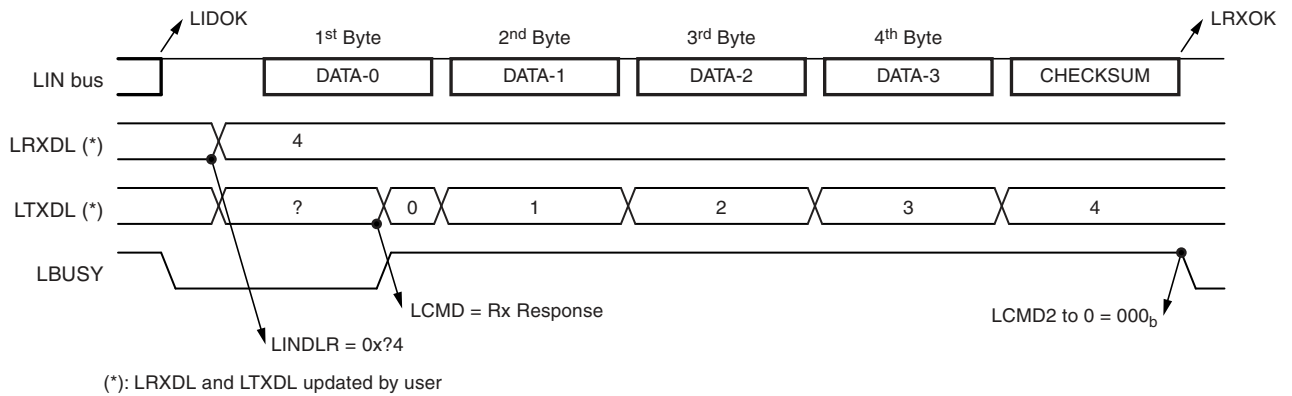 LIDOK
LRXOK
1st Byte 2nd Byte 3rd Byte 4th Byte
LIN bus DATA-0 DATA-1 DATA-2 DATA-3 CHECKSUM
LRXDL (*) 4
LTXDL (*) ? 0 1 2 3 4
LBUSY
LCMD = Rx Response
LCMD2 to 0 = 000b
LINDLR = 0x?4
(*): LRXDL and LTXDL updated by user